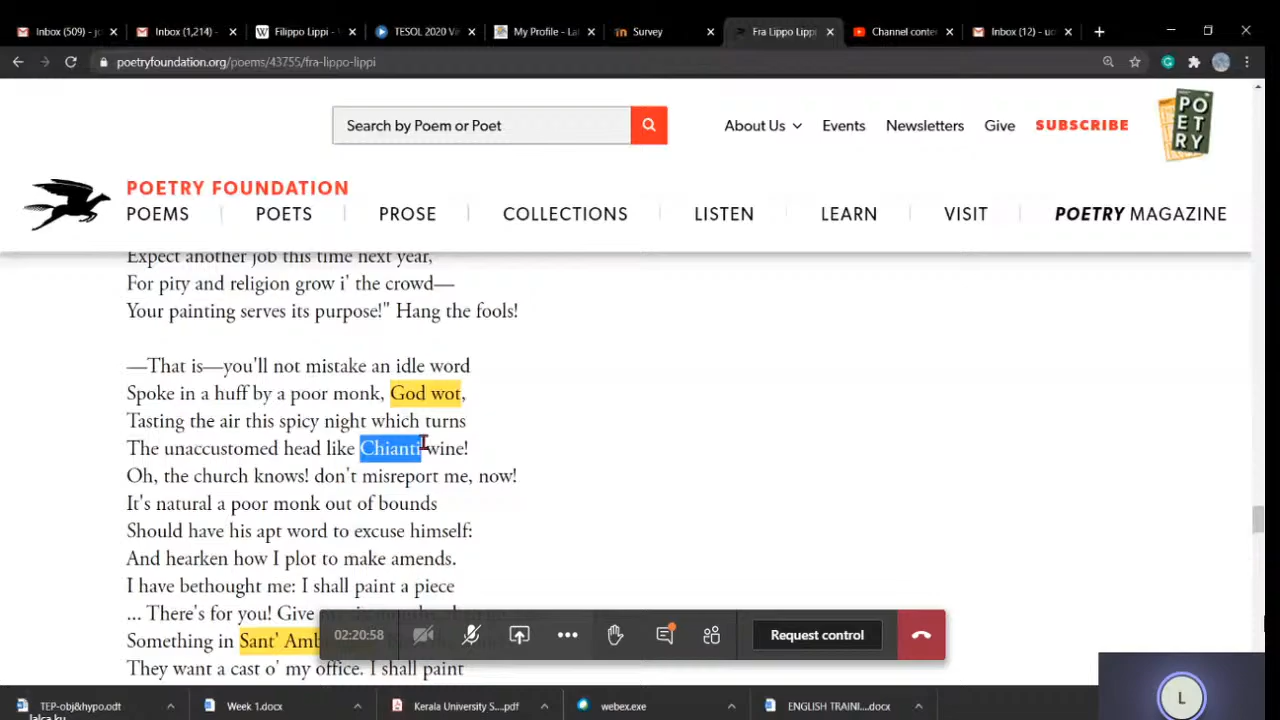 Inbox (509) - jo
Inbox (1,214) -
Filippo Lippi -
TESOL 2020 Vi
My Profile - La
Survey
Fra Lippo Lippi
Channel conte
Inbox (12) - uc
poetryfoundation.org/poems/43755/fra-lippo-lippi
Search by Poem or Poet
About Us
Events
Newsletters
Give
SUBSCRIBE
PO
ET
RY
POETRY FOUNDATION
POEMS
POETS
PROSE
COLLECTIONS
LISTEN
LEARN
VISIT
POETRY MAGAZINE
Expect another job this time next year,
For pity and religion grow i' the crowd—
Your painting serves its purpose!" Hang the fools!
—That is—you'll not mistake an idle word
Spoke in a huff by a poor monk, God wot,
Tasting the air this spicy night which turns
The unaccustomed head like Chianti wine!
Oh, the church knows! don't misreport me, now!
It's natural a poor monk out of bounds
Should have his apt word to excuse himself:
And hearken how I plot to make amends.
I have bethought me: I shall paint a piece
... There's for you! Give
Something in Sant' Amb
They want a cast o' my office. I shall paint
02:20:58
Request control
L
TEP-obj&hypo.odt
Week 1.docx
Kerala University S....pdf
webex.exe
ENGLISH TRAINI....docx